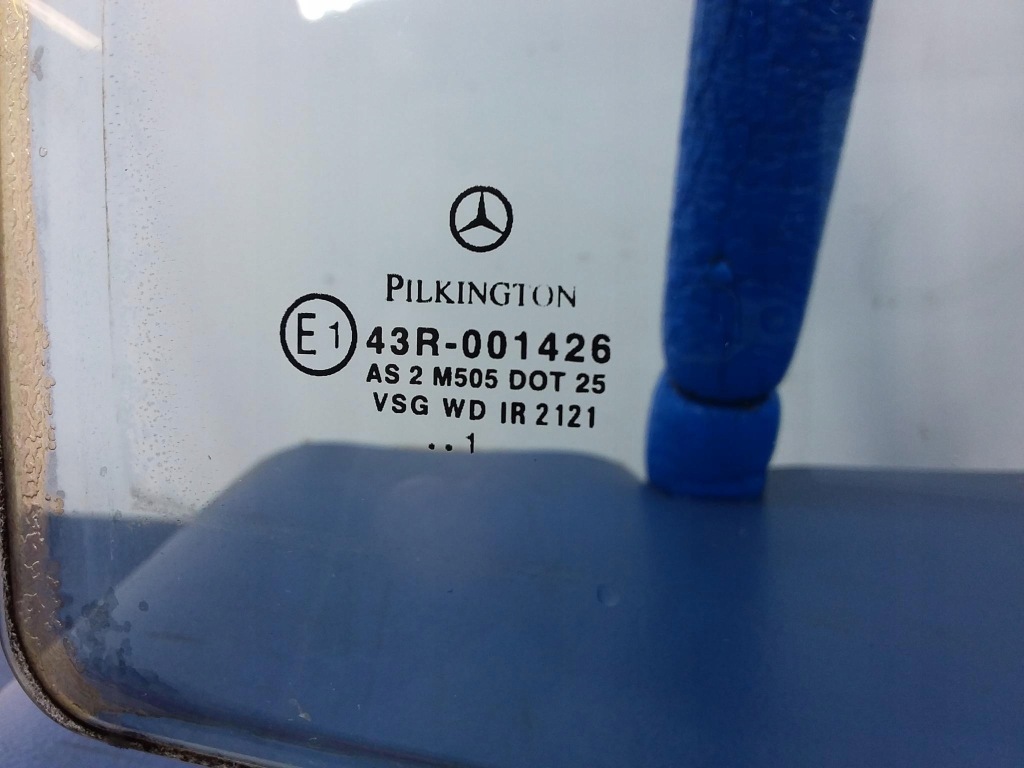 PILKINGTON
E1 43R-001426
AS 2 M505 DOT 25
VSG WD IR 2121
..1